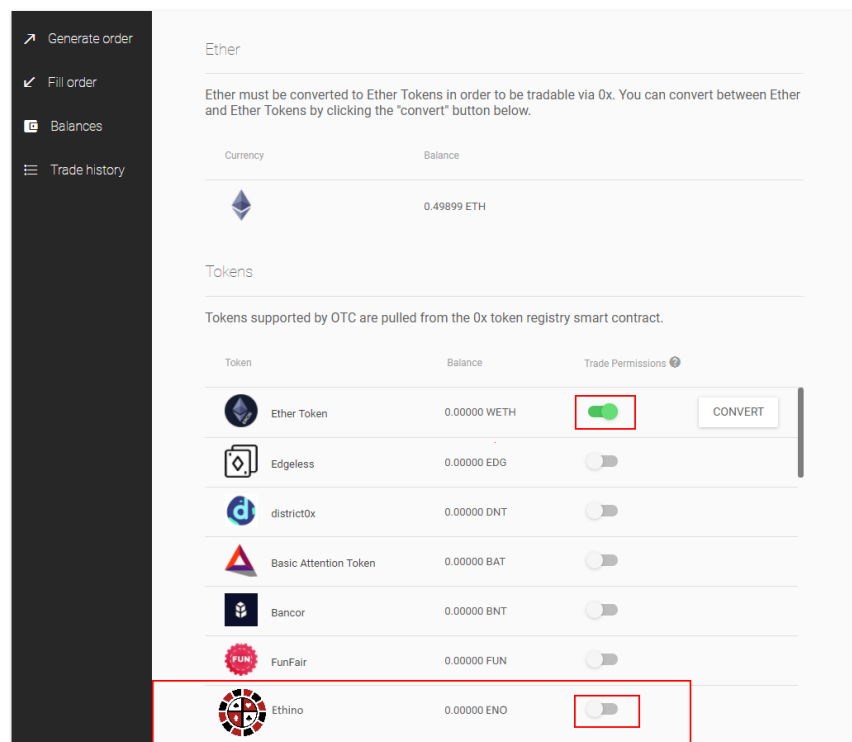 Generate order
Fill order
Balances
Trade history
Ether
Ether must be converted to Ether Tokens in order to be tradable via 0x. You can convert between Ether
and Ether Tokens by clicking the "convert" button below.
Currency Balance
0.49899 ETH
Tokens
Tokens supported by OTC are pulled from the 0x token registry smart contract.
Token Balance Trade Permissions ?
Ether Token 0.00000 WETH CONVERT
Edgeless 0.00000 EDG
district0x 0.00000 DNT
Basic Attention Token 0.00000 BAT
Bancor 0.00000 BNT
FUN FunFair 0.00000 FUN
Ethino 0.00000 ENO